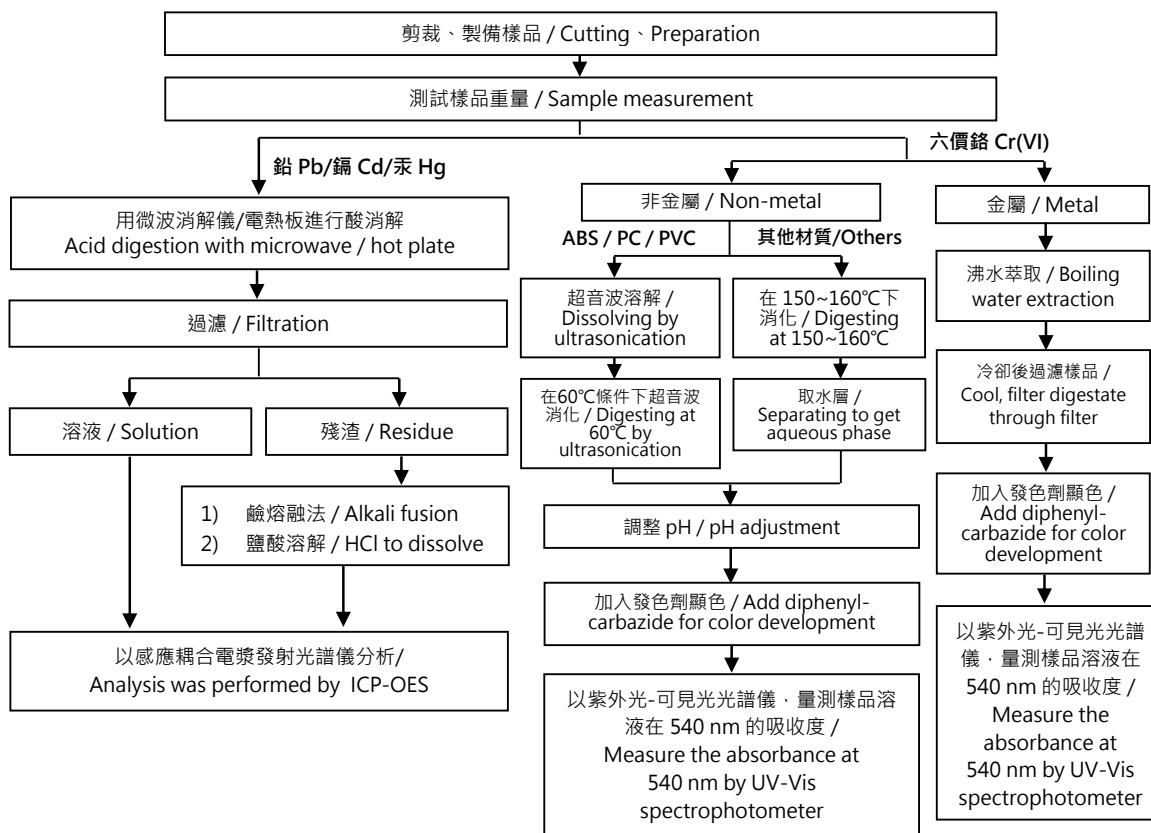 剪裁、製備樣品 / Cutting、Preparation
測試樣品重量 / Sample measurement
鉛 Pb/鎘 Cd/汞 Hg
六價鉻 Cr(VI)
用微波消解儀/電熱板進行酸消解
Acid digestion with microwave / hot plate
過濾 / Filtration
溶液 / Solution
殘渣 / Residue
1) 鹼熔融法 / Alkali fusion
2) 鹽酸溶解 / HCl to dissolve
以感應耦合電漿發射光譜儀分析/
Analysis was performed by ICP-OES
非金屬 / Non-metal
ABS / PC / PVC
其他材質/Others
超音波溶解 /
Dissolving by
ultrasonication
在60℃條件下超音波
消化 / Digesting at
60℃ by
ultrasonication
在 150~160℃下
消化 / Digesting
at 150~160℃
取水層 /
Separating to get
aqueous phase
調整 pH / pH adjustment
加入發色劑顯色 / Add diphenyl-
carbazide for color development
以紫外光-可見光光譜儀，量測樣品溶
液在 540 nm 的吸收度 /
Measure the absorbance at
540 nm by UV-Vis
spectrophotometer
金屬 / Metal
沸水萃取 / Boiling
water extraction
冷卻後過濾樣品 /
Cool, filter digestate
through filter
加入發色劑顯色 /
Add diphenyl-
carbazide for color
development
以紫外光-可見光光譜
儀，量測樣品溶液在
540 nm 的吸收度 /
Measure the
absorbance at
540 nm by UV-Vis
spectrophotometer